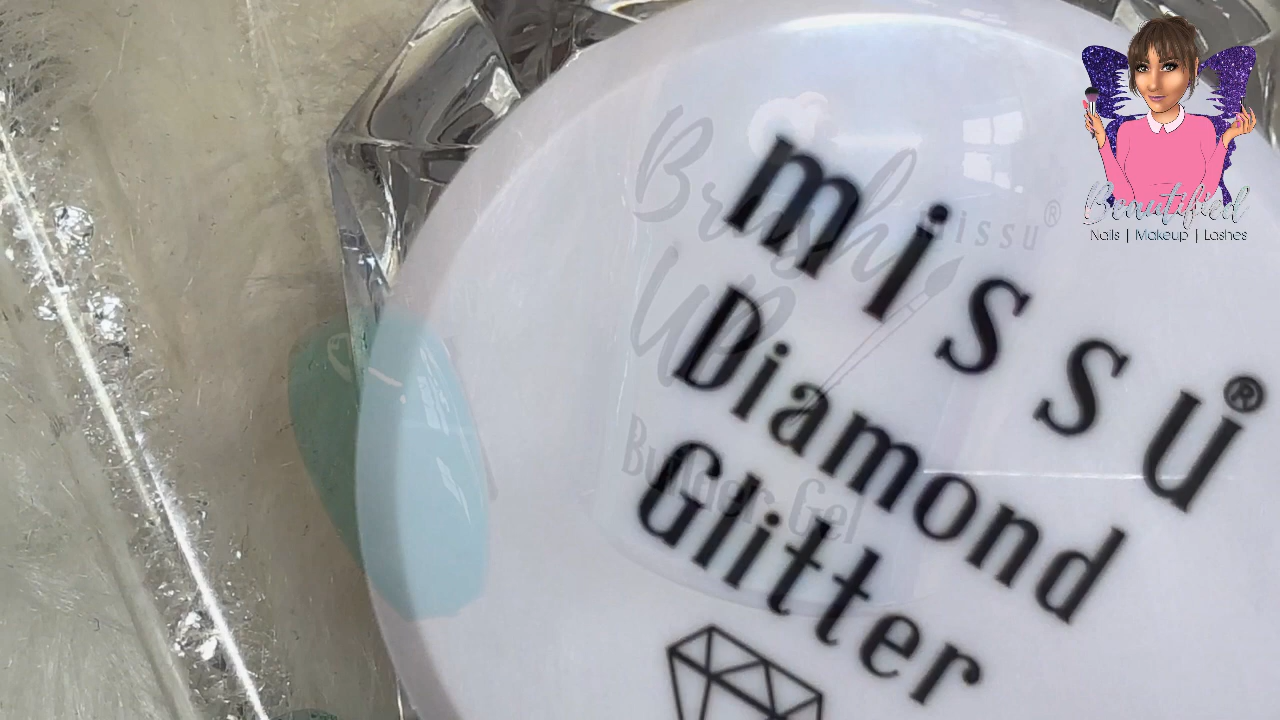 missu®
Diamond
Glitter
Brush
UP
missu®
Builder Gel
Beautified
Nails | Makeup | Lashes